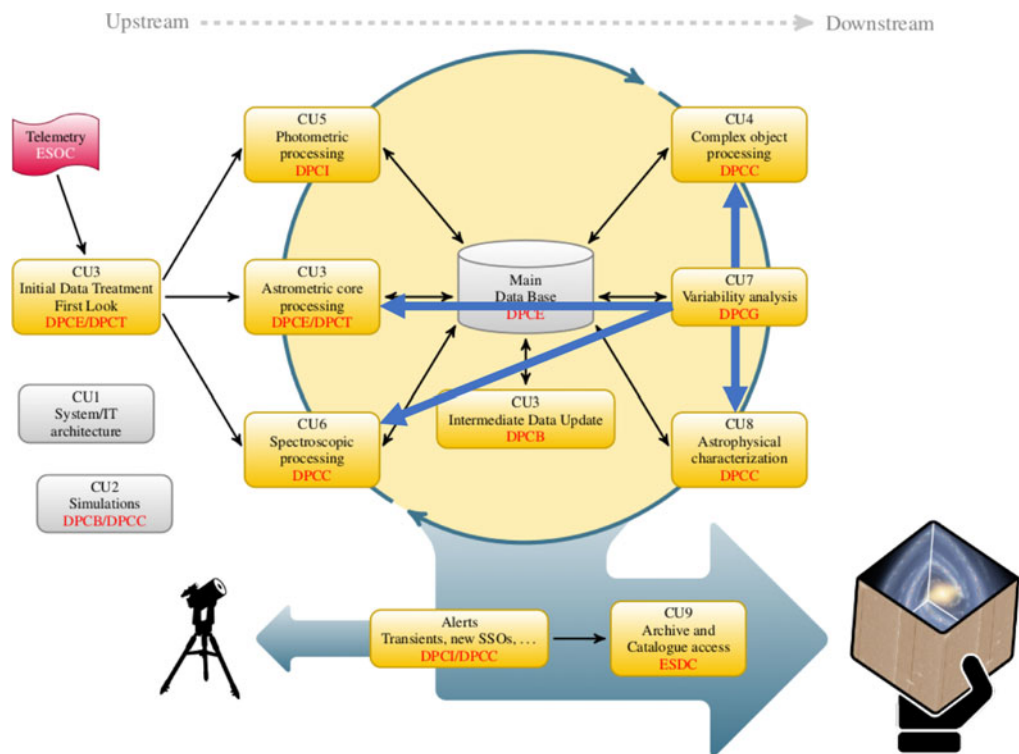 Upstream
Downstream
Telemetry
ESOC
CU5
Photometric
processing
DPCI
CU4
Complex object
processing
DPCC
CU3
Initial Data Treatment
First Look
DPCE/DPCT
CU3
Astrometric core
processing
DPCE/DPCT
Main
Data Base
DPCE
CU7
Variability analysis
DPCG
CU1
System/IT
architecture
CU6
Spectroscopic
processing
DPCC
CU3
Intermediate Data Update
DPCB
CU8
Astrophysical
characterization
DPCC
CU2
Simulations
DPCB/DPCC
Alerts
Transients, new SSOs, …
DPCI/DPCC
CU9
Archive and
Catalogue access
ESDC